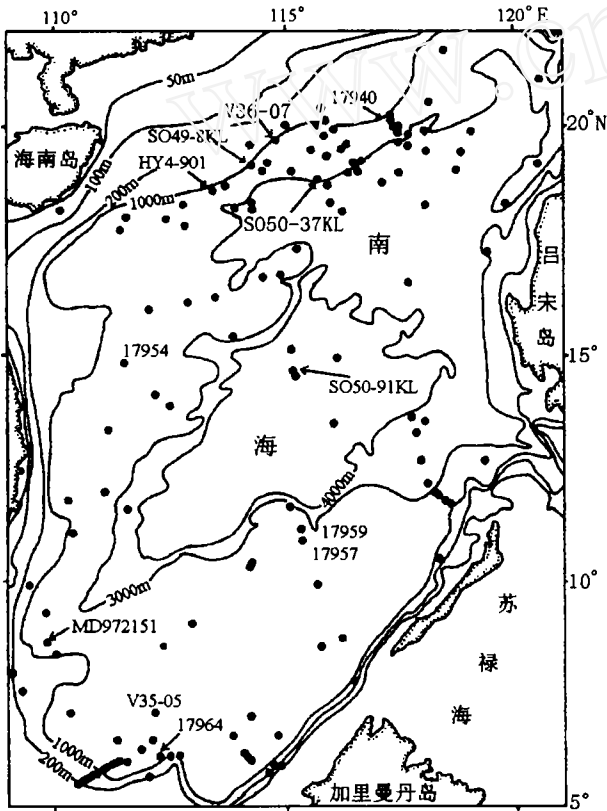 110°
115°
120° E
50m
17940
V36-07
20°N
SO49-8KL
海南岛
HY4-901
100m
200m
1000m
SO50-37KL
南
吕
宋
岛
17954
15°
SO50-91KL
海
4000m
17959
17957
3000m
10°
苏
MD972151
禄
海
V35-05
17964
1000m
200m
加里曼丹岛
5°